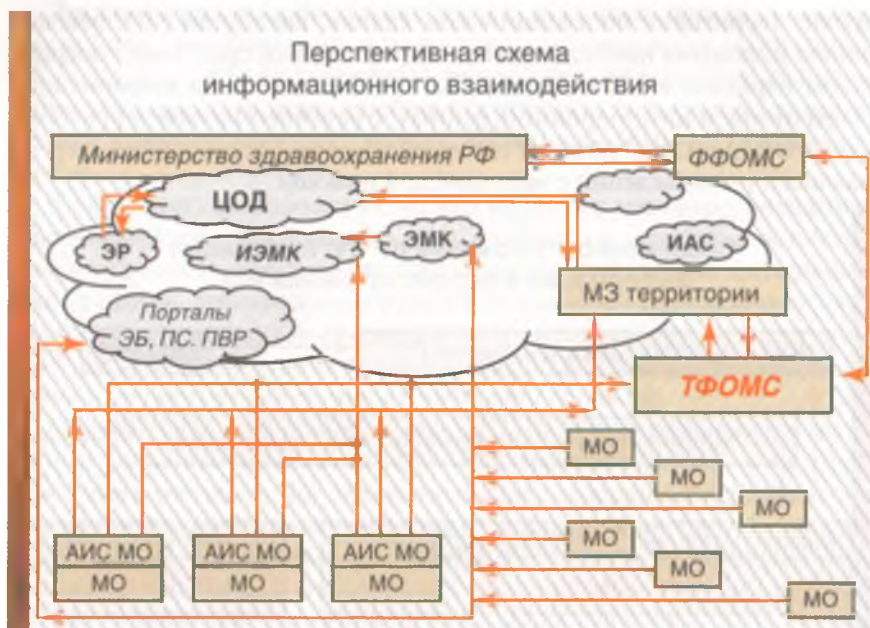 Перспективная схема
информационного взаимодействия
Министерство здравоохранения РФ
ФФОМС
ЦОД
ЭР
ИЭМК
ЭМК
ИАС
МЗ территории
Порталы
ЭБ, ПС. ПВР
ТФОМС
МО
МО
МО
МО
МО
МО
АИС МО
АИС МО
АИС МО
МО
МО
МО